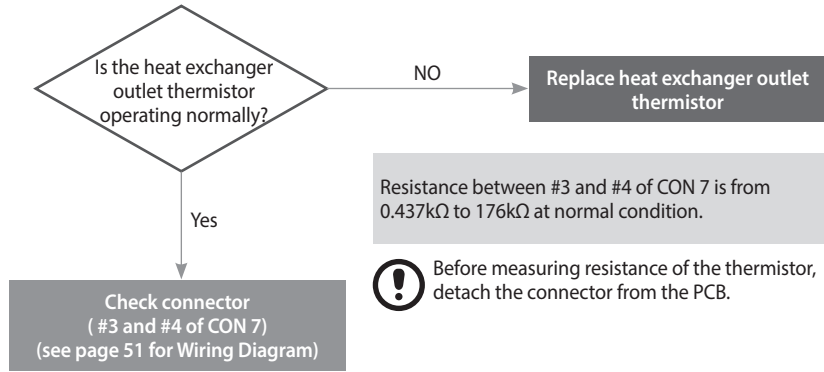 Is the heat exchanger
outlet thermistor
operating normally?
NO
Replace heat exchanger outlet
thermistor
Resistance between #3 and #4 of CON 7 is from
0.437kΩ to 176kΩ at normal condition.
Yes
Before measuring resistance of the thermistor,
detach the connector from the PCB.
Check connector
( #3 and #4 of CON 7)
(see page 51 for Wiring Diagram)